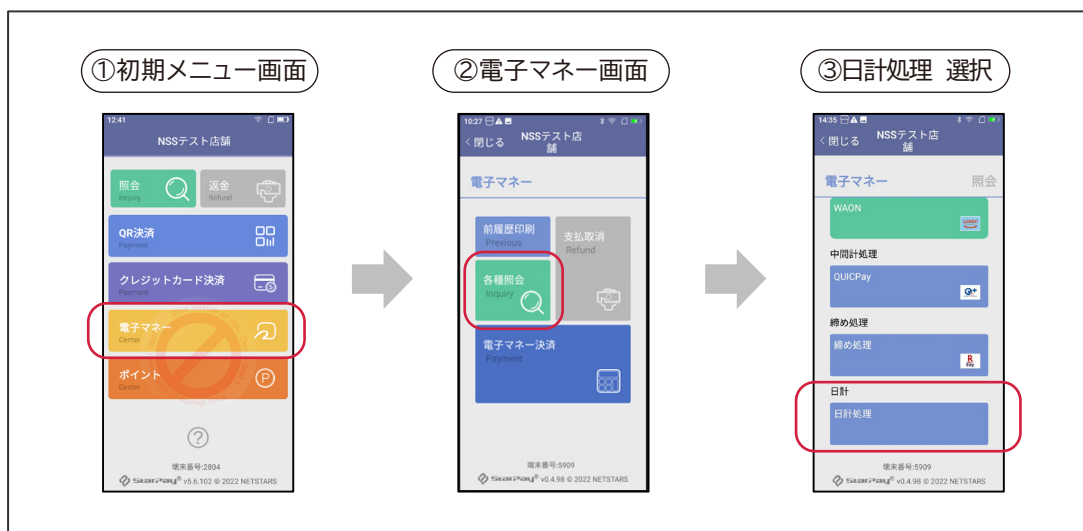 ①初期メニュー画面
②電子マネー画面
③日計処理 選択
12:41
NSSテスト店舗
照会
Inquiry
返金
Refund
QR決済
Payment
クレジットカード決済
Payment
電子マネー
Center
ポイント
Center
端末番号:2804
StarPay® v5.6.102 © 2022 NETSTARS
10:27
閉じる
NSSテスト店
舗
電子マネー
前履歴印刷
Previous
支払取消
Refund
各種照会
Inquiry
電子マネー決済
Payment
端末番号:5909
StarPay® v0.4.98 © 2022 NETSTARS
14:35
閉じる
NSSテスト店
舗
電子マネー
照会
WAON
中間計処理
QUICPay
締め処理
締め処理
R
Pay
日計
日計処理
端末番号:5909
StarPay® v0.4.98 © 2022 NETSTARS